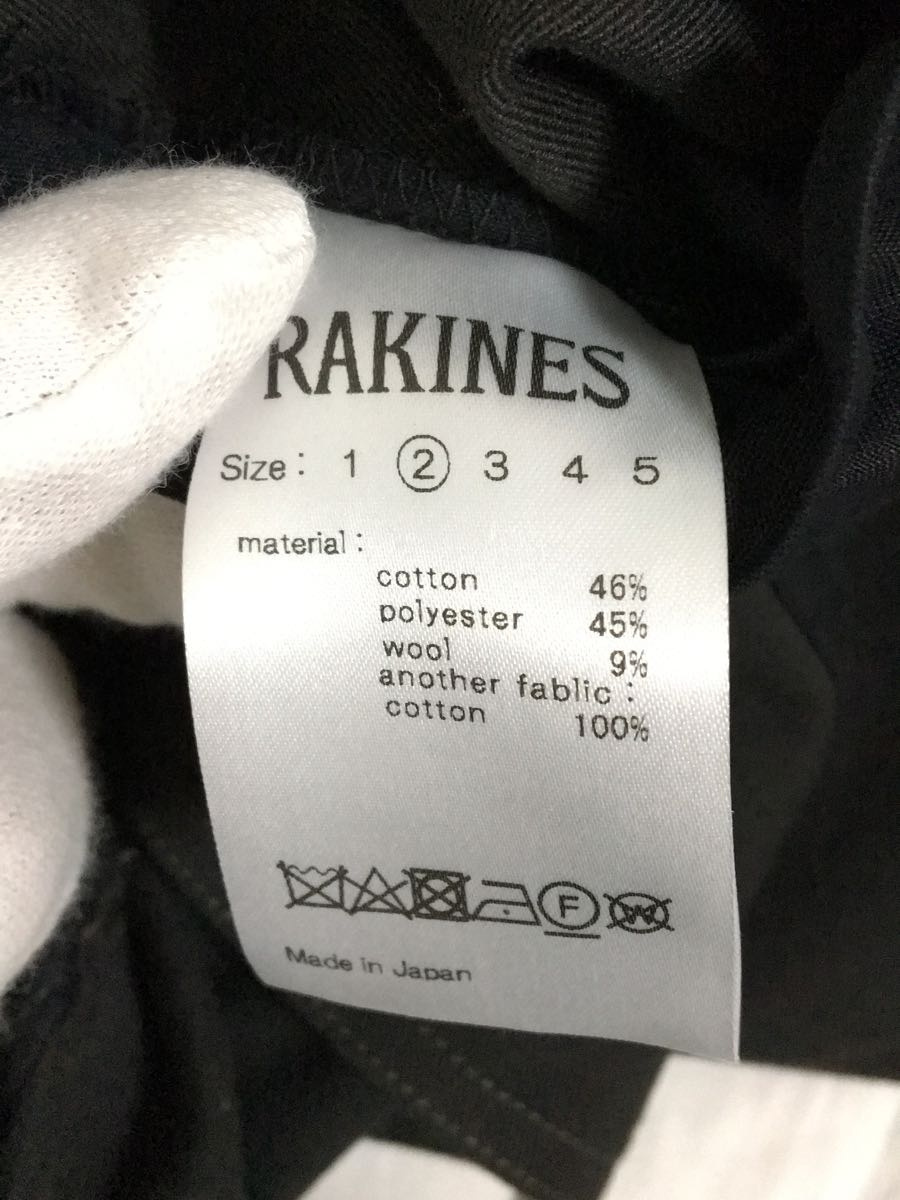 RAKINES
Size: 1 2 3 4 5
material:
cotton 46%
polyester 45%
wool 9%
another fablic:
cotton 100%
F W
Made in Japan